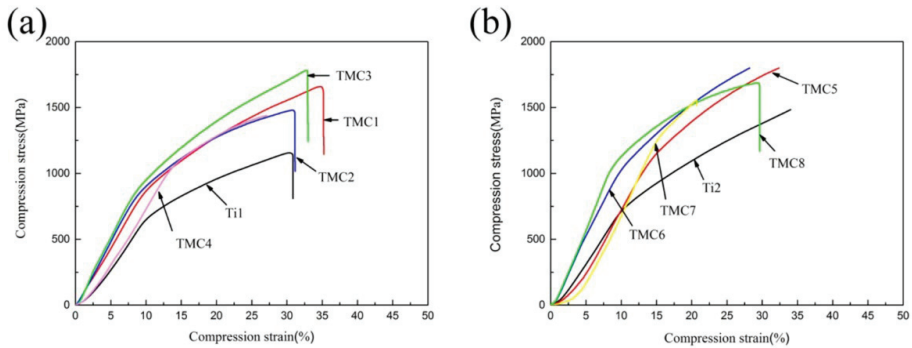 (a)
2000
1500
1000
500
0
Compression stress(MPa)
TMC3
TMC1
TMC2
Ti1
TMC4
0 5 10 15 20 25 30 35 40 45 50
Compression strain(%)
(b)
2000
1500
1000
500
0
Compression stress(MPa)
TMC5
TMC8
Ti2
TMC7
TMC6
0 5 10 15 20 25 30 35 40 45 50
Compression strain(%)